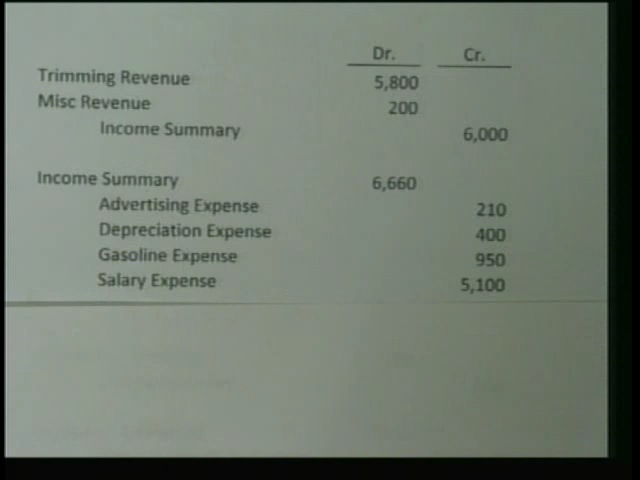 Dr. Cr.
Trimming Revenue 5,800
Misc Revenue 200
Income Summary 6,000
Income Summary 6,660
Advertising Expense 210
Depreciation Expense 400
Gasoline Expense 950
Salary Expense 5,100